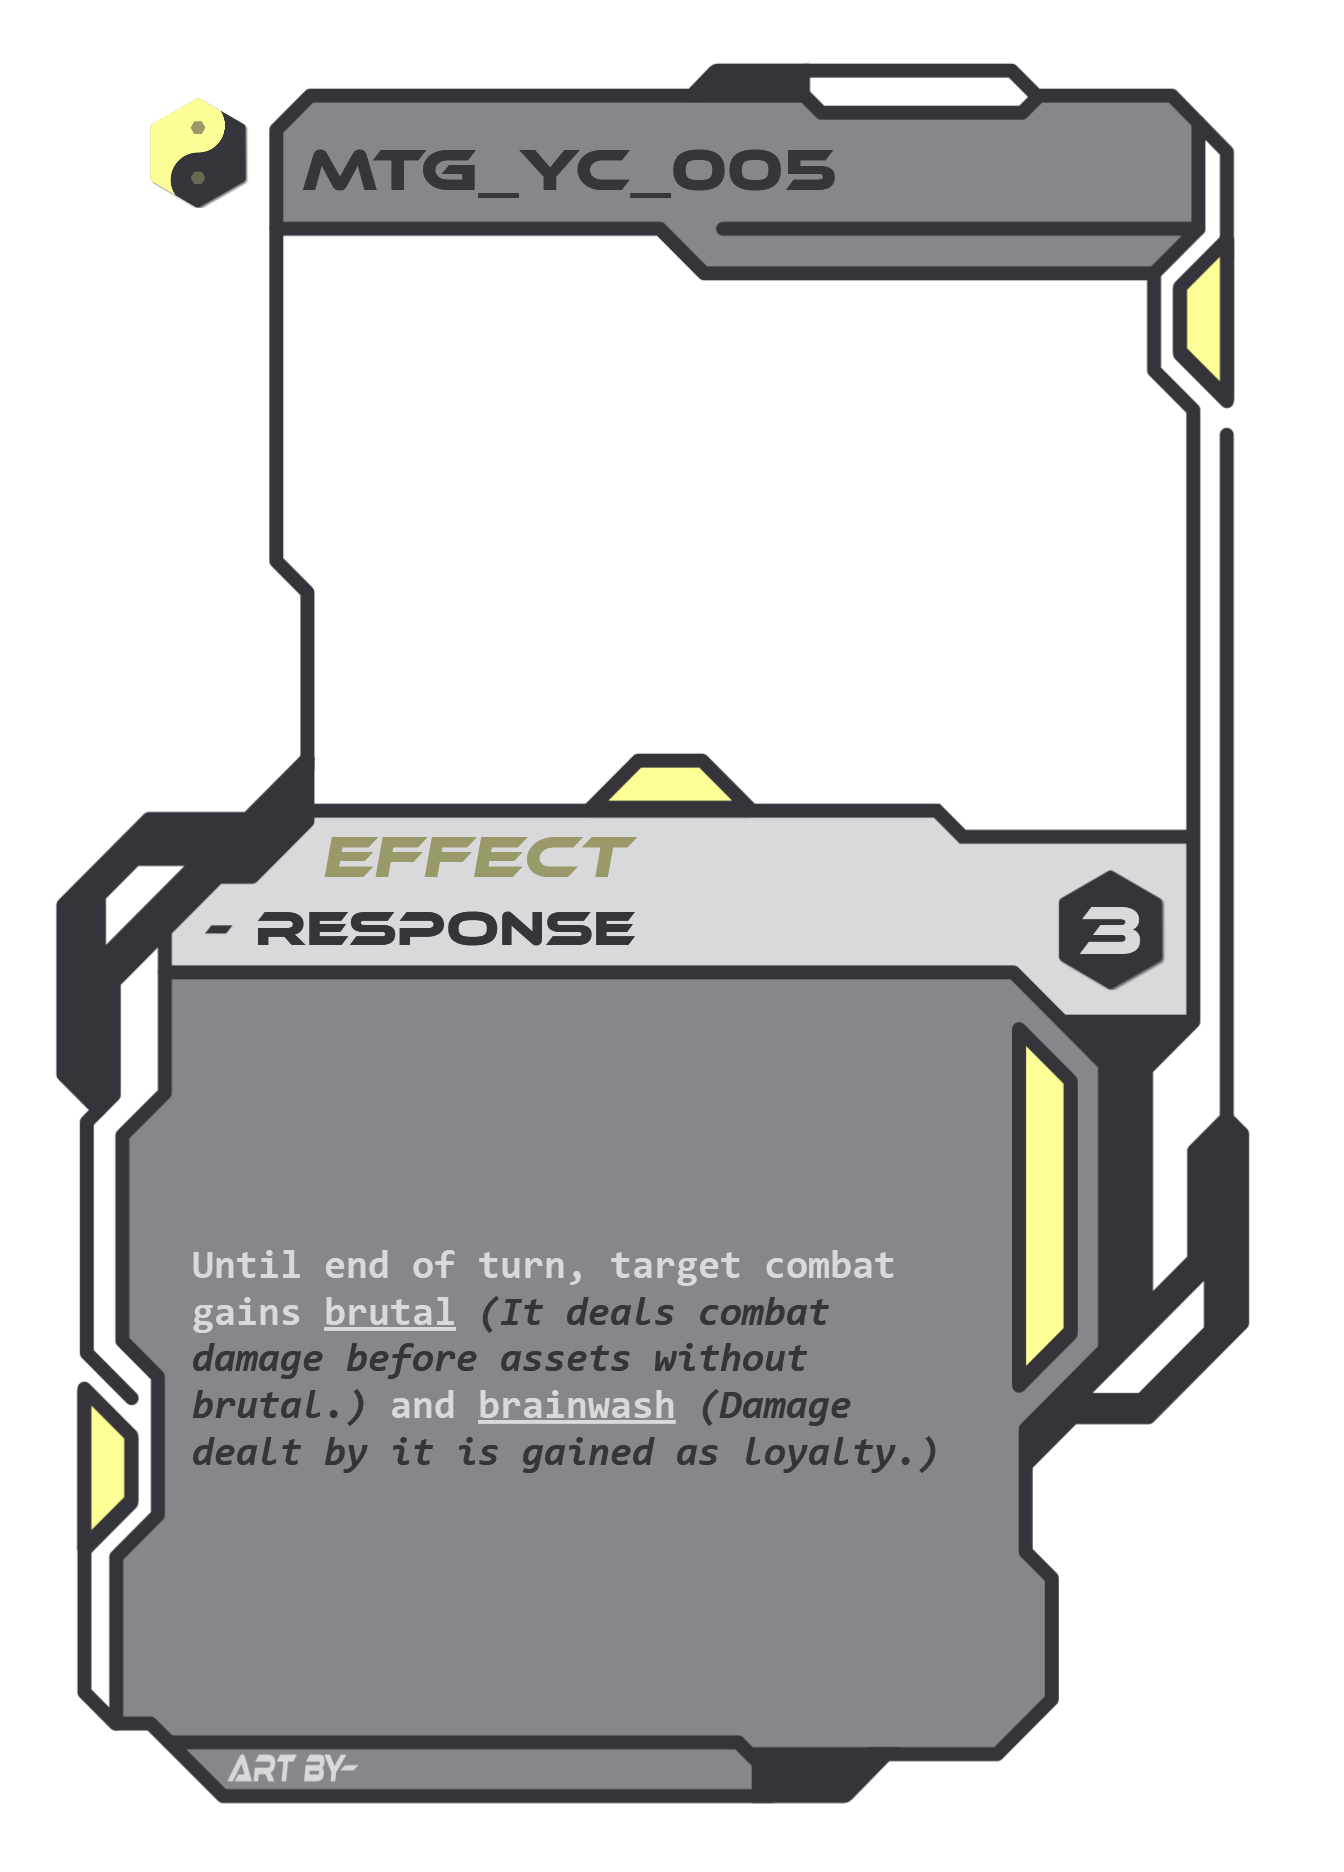 MTG_YC_005
EFFECT
- RESPONSE
3
Until end of turn, target combat
gains brutal (It deals combat
damage before assets without
brutal.) and brainwash (Damage
dealt by it is gained as loyalty.)
ART BY-